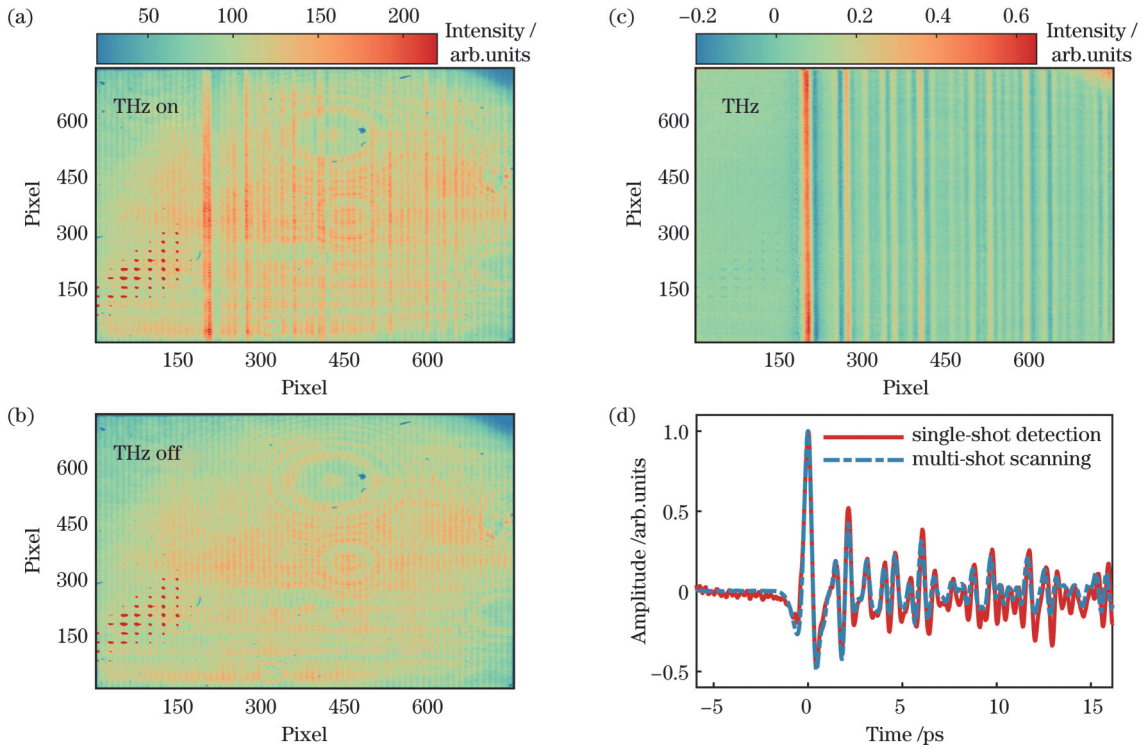 (a)
50 100 150 200
Intensity /
arb.units
THz on
600
450
300
150
Pixel
150 300 450 600
Pixel
(c)
−0.2 0 0.2 0.4 0.6
Intensity /
arb.units
THz
600
450
300
150
Pixel
150 300 450 600
Pixel
(b)
THz off
600
450
300
150
Pixel
150 300 450 600
Pixel
(d)
single-shot detection
multi-shot scanning
1.0
0.5
0
−0.5
Amplitude /arb.units
−5 0 5 10 15
Time /ps